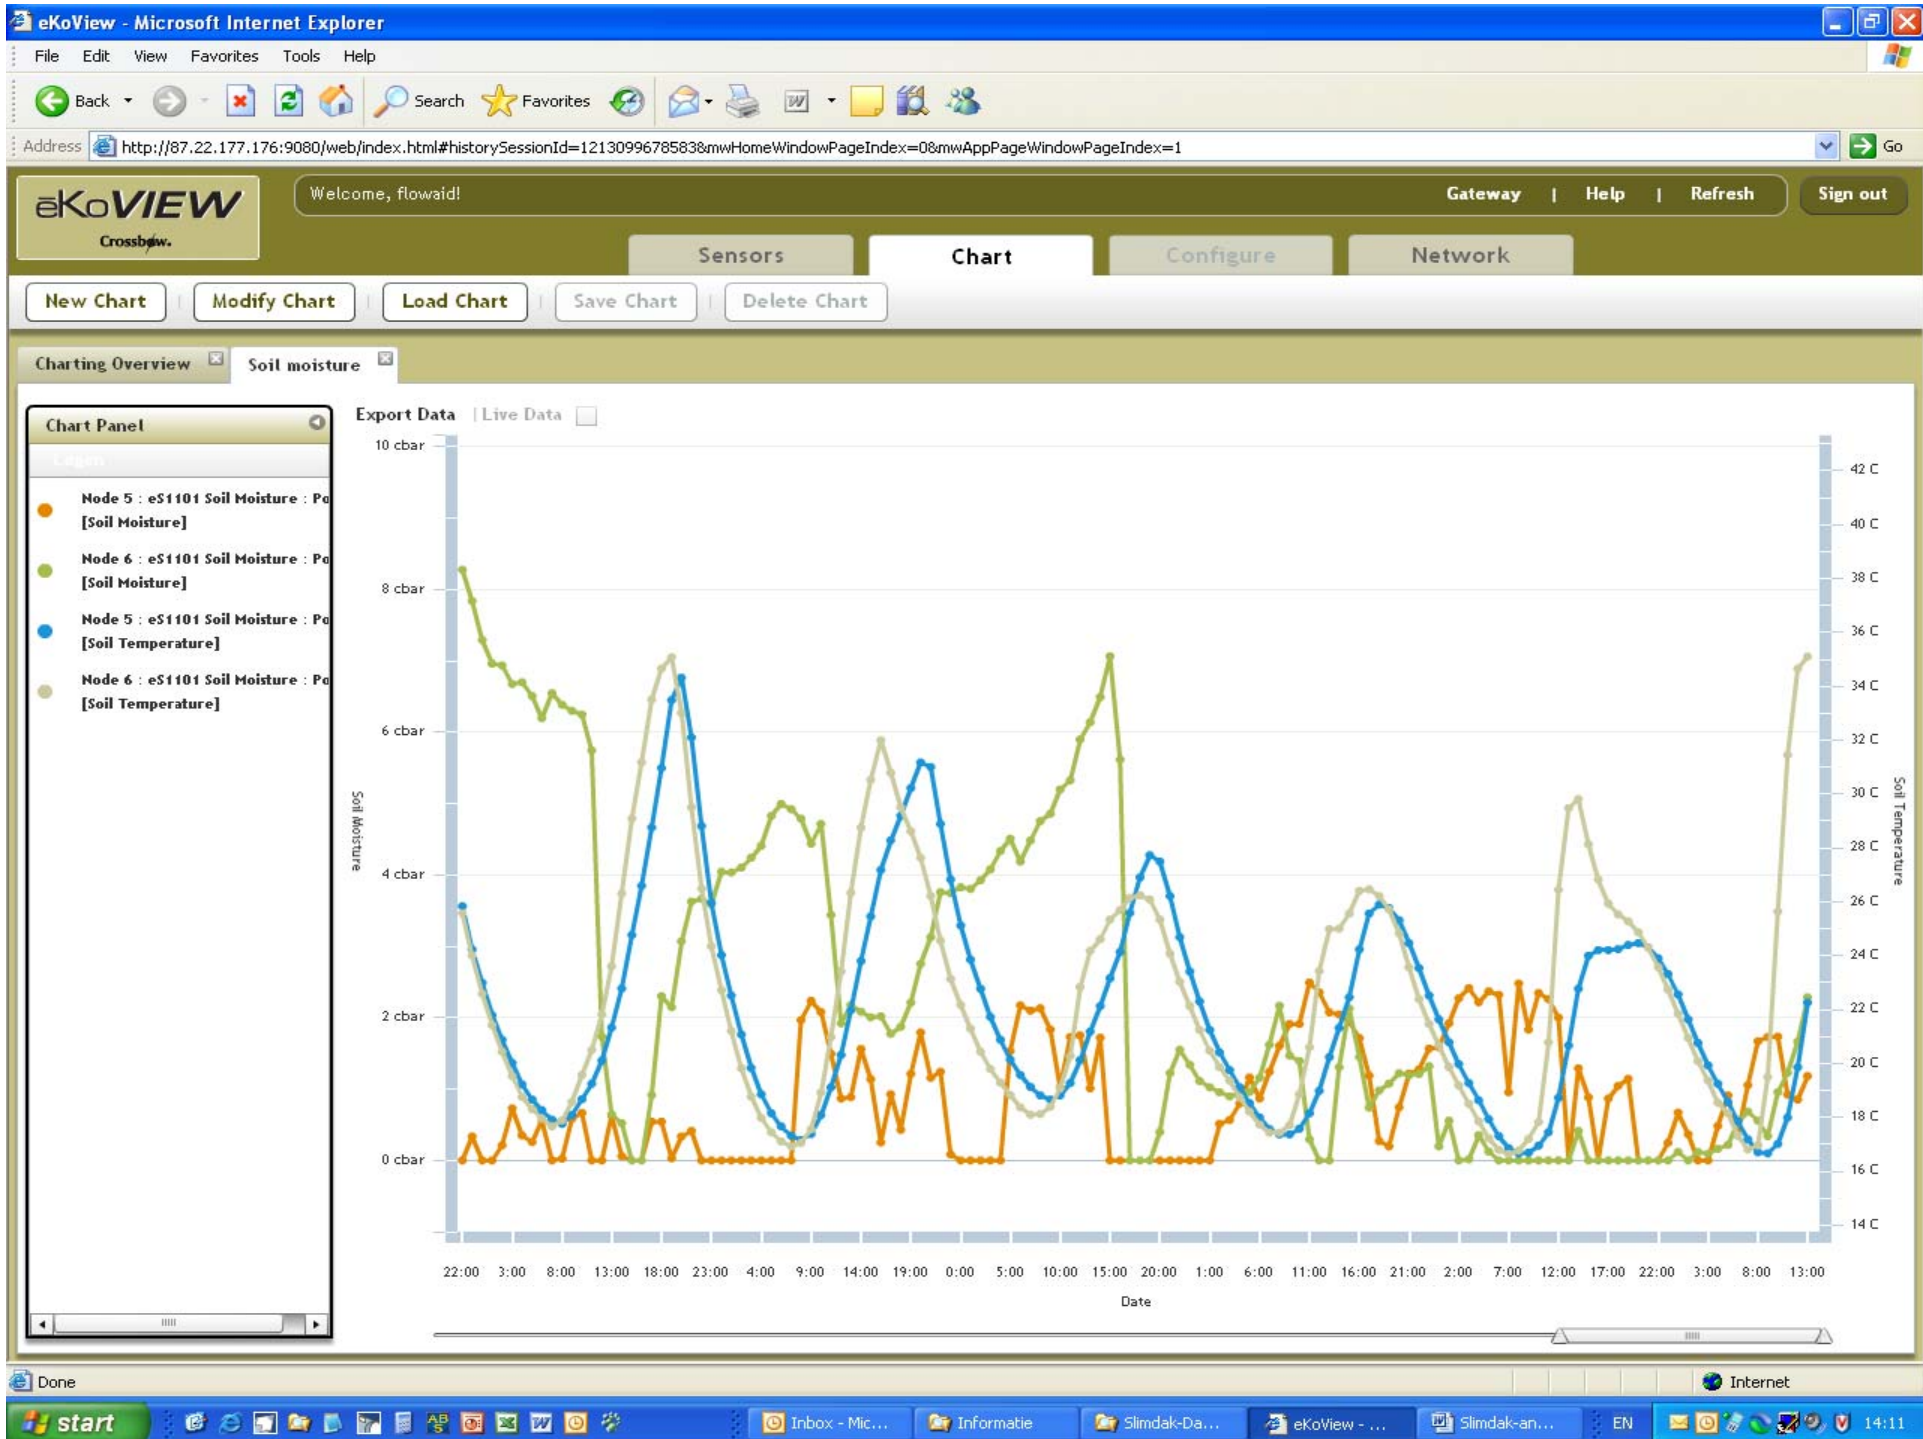 eKoView - Microsoft Internet Explorer
File Edit View Favorites Tools Help
Back Search Favorites
Address http://87.22.177.176:9080/web/index.html#historySessionId=1213099678583&mwHomeWindowPageIndex=0&mwAppPageWindowPageIndex=1 Go
ēKoVIEW
Crossbow.
Welcome, flowaid!
Gateway | Help | Refresh
Sign out
Sensors Chart Configure Network
New Chart | Modify Chart | Load Chart | Save Chart | Delete Chart
Charting Overview Soil moisture
Chart Panel
Node 5 : eS1101 Soil Moisture : Po
[Soil Moisture]
Node 6 : eS1101 Soil Moisture : Po
[Soil Moisture]
Node 5 : eS1101 Soil Moisture : Po
[Soil Temperature]
Node 6 : eS1101 Soil Moisture : Po
[Soil Temperature]
Export Data | Live Data
10 cbar
8 cbar
6 cbar
4 cbar
2 cbar
0 cbar
Soil Moisture
42 C
40 C
38 C
36 C
34 C
32 C
30 C
28 C
26 C
24 C
22 C
20 C
18 C
16 C
14 C
Soil Temperature
22:00 3:00 8:00 13:00 18:00 23:00 4:00 9:00 14:00 19:00 0:00 5:00 10:00 15:00 20:00 1:00 6:00 11:00 16:00 21:00 2:00 7:00 12:00 17:00 22:00 3:00 8:00 13:00
Date
Done
Internet
start
Inbox - Mic...
Informatie
Slimdak-Da...
eKoView - ...
Slimdak-an...
EN
14:11